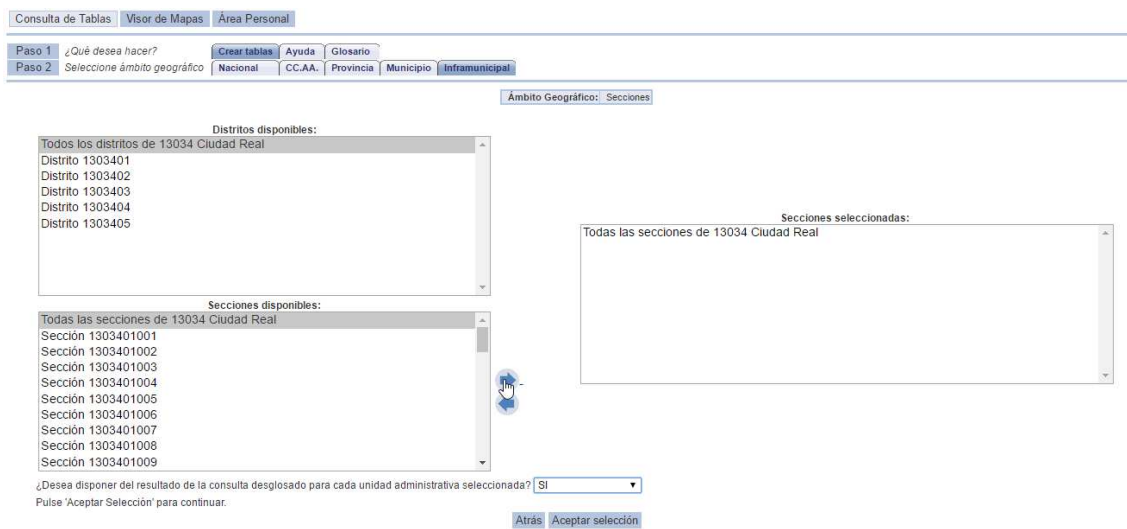 Consulta de Tablas Visor de Mapas Área Personal
Paso 1 ¿Qué desea hacer? Crear tablas Ayuda Glosario
Paso 2 Seleccione ámbito geográfico Nacional CC.AA. Provincia Municipio Inframunicipal
Ámbito Geográfico: Secciones
Distritos disponibles:
Todos los distritos de 13034 Ciudad Real
Distrito 1303401
Distrito 1303402
Distrito 1303403
Distrito 1303404
Distrito 1303405
Secciones disponibles:
Todas las secciones de 13034 Ciudad Real
Sección 1303401001
Sección 1303401002
Sección 1303401003
Sección 1303401004
Sección 1303401005
Sección 1303401006
Sección 1303401007
Sección 1303401008
Sección 1303401009
Secciones seleccionadas:
Todas las secciones de 13034 Ciudad Real
¿Desea disponer del resultado de la consulta desglosado para cada unidad administrativa seleccionada? SI
Pulse 'Aceptar Selección' para continuar.
Atrás Aceptar selección